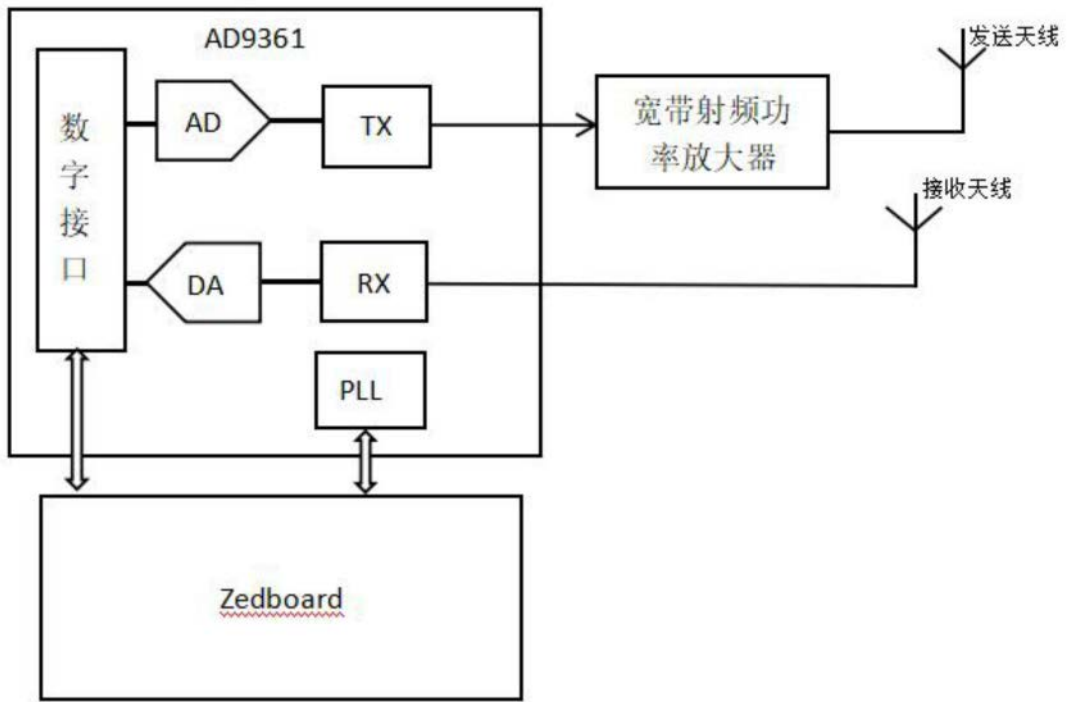 AD9361
发送天线
数
字
接
口
AD
TX
宽带射频功
率放大器
接收天线
DA
RX
PLL
Zedboard